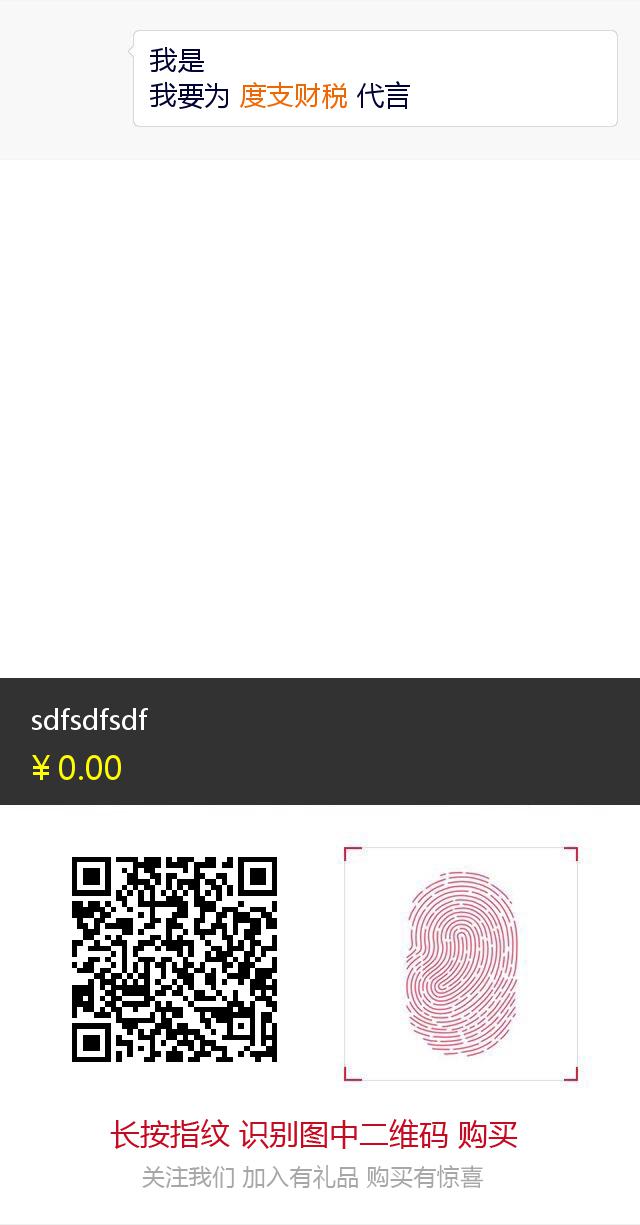 我是
我要为 度支财税 代言
sdfsdfsdf
¥ 0.00
长按指纹 识别图中二维码 购买
关注我们 加入有礼品 购买有惊喜